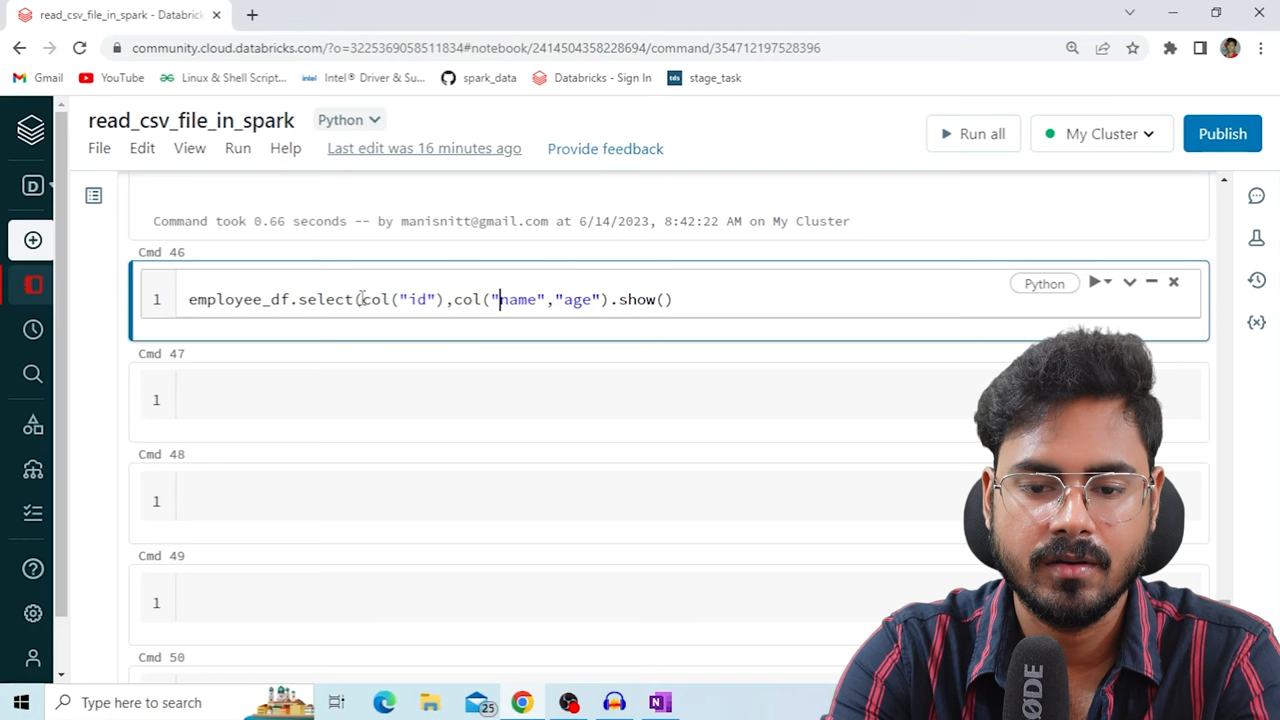 read_csv_file_in_spark - Databric
community.cloud.databricks.com/?o=3225369058511834#notebook/2414504358228694/command/354712197528396
Gmail YouTube Linux & Shell Script... Intel® Driver & Su... spark_data Databricks - Sign In stage_task
read_csv_file_in_spark Python
Run all My Cluster Publish
File Edit View Run Help Last edit was 16 minutes ago Provide feedback
D
Command took 0.66 seconds -- by manisnitt@gmail.com at 6/14/2023, 8:42:22 AM on My Cluster
Cmd 46
Python
1 employee_df.select(col("id"),col("name","age").show()
Cmd 47
1
Cmd 48
1
Cmd 49
1
Cmd 50
Type here to search
25